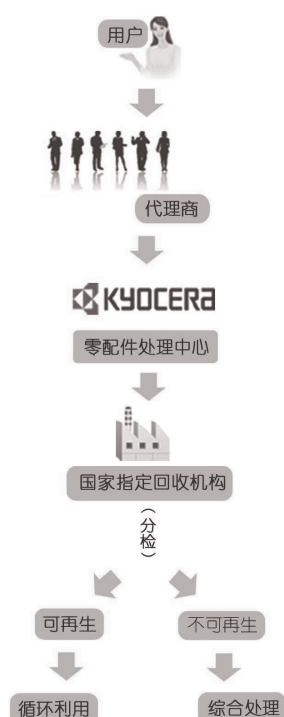 用户
代理商
KYOCERA
零配件处理中心
国家指定回收机构
（分检）
可再生
不可再生
循环利用
综合处理